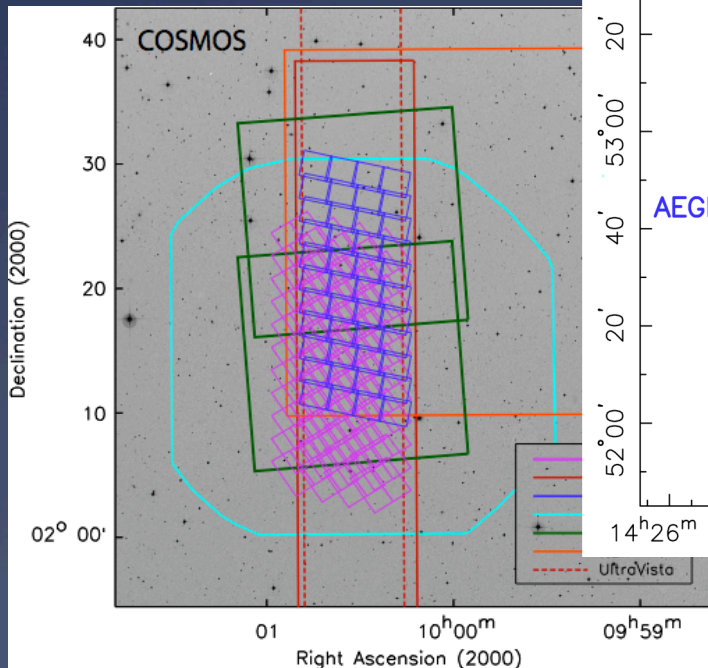 COSMOS
40
30
20
10
02° 00'
Declination (2000)
01
10ʰ00ᵐ
09ʰ59ᵐ
Right Ascension (2000)
UltraVista
20'
53°00'
40'
20'
52°00'
14ʰ26ᵐ